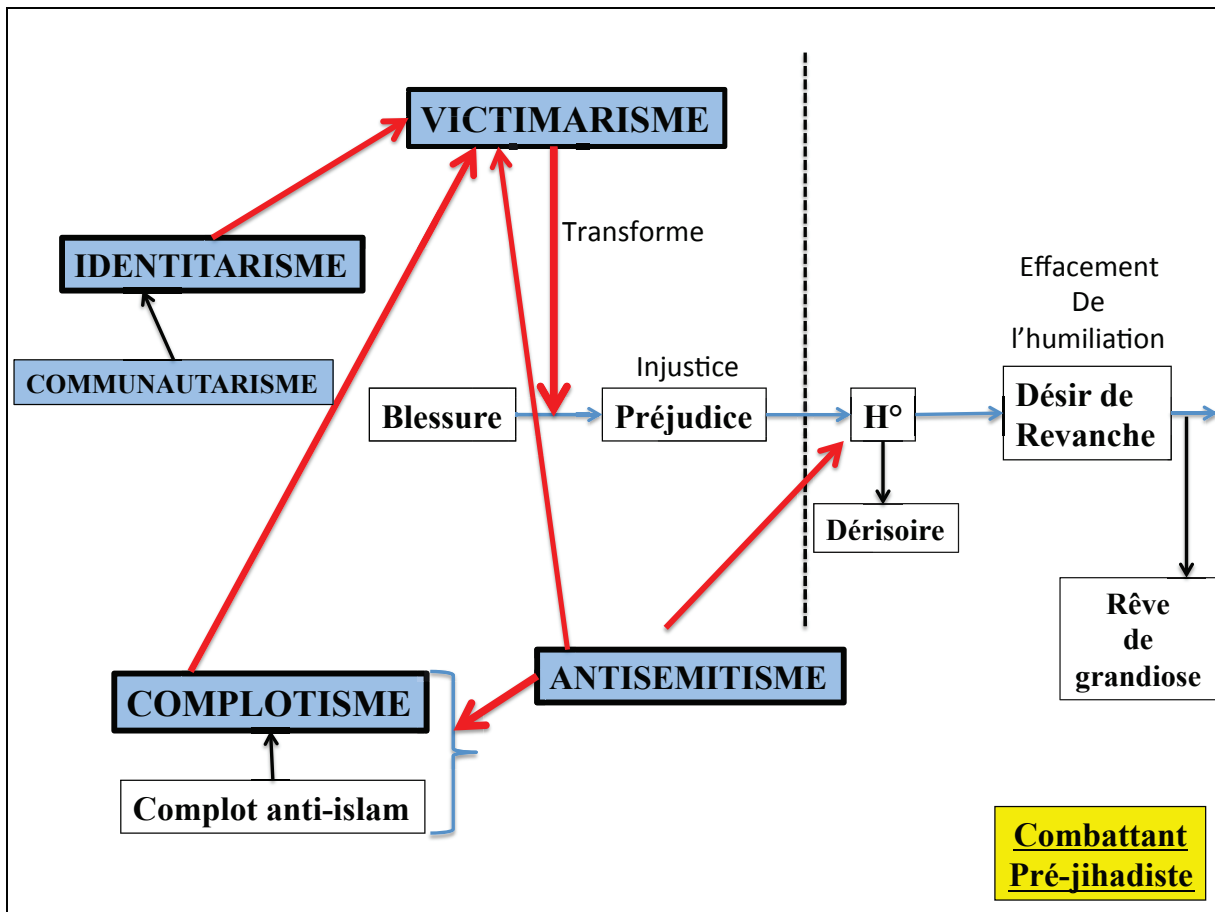 VICTIMARISME
Transforme
IDENTITARISME
COMMUNAUTARISME
Effacement
De
l’humiliation
Injustice
Blessure
Préjudice
H°
Désir de
Revanche
Dérisoire
Rêve
de
grandiose
ANTISEMITISME
COMPLOTISME
Complot anti-islam
Combattant
Pré-jihadiste